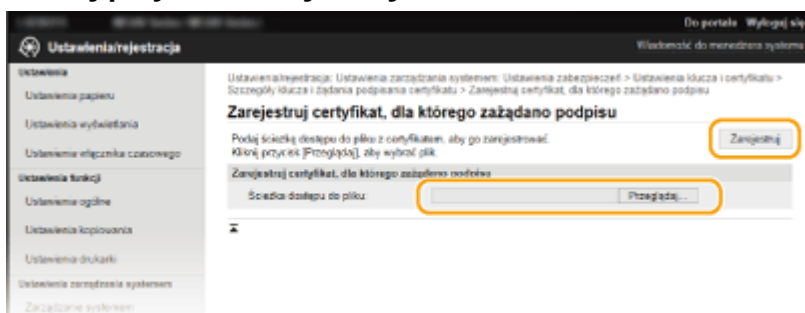 Do portalu Wyloguj się
Ustawienia/rejestracja
Wiadomość do menedżera systemu
Ustawienia
Ustawienia papieru
Ustawienia wyświetlania
Ustawienia włącznika czasowego
Ustawienia funkcji
Ustawienia ogólne
Ustawienia kopiowania
Ustawienia drukarki
Ustawienia zarządzania systemem
Zarządzanie systemem
Ustawienia/rejestracja: Ustawienia zarządzania systemem: Ustawienia zabezpieczeń > Ustawienia klucza i certyfikatu >
Szczegóły klucza i żądania podpisania certyfikatu > Zarejestruj certyfikat, dla którego zażądano podpisu
Zarejestruj certyfikat, dla którego zażądano podpisu
Podaj ścieżkę dostępu do pliku z certyfikatem, aby go zarejestrować.
Kliknij przycisk [Przeglądaj], aby wybrać plik.
Zarejestruj
Zarejestruj certyfikat, dla którego zażądano podpisu
Ścieżka dostępu do pliku:
Przeglądaj...